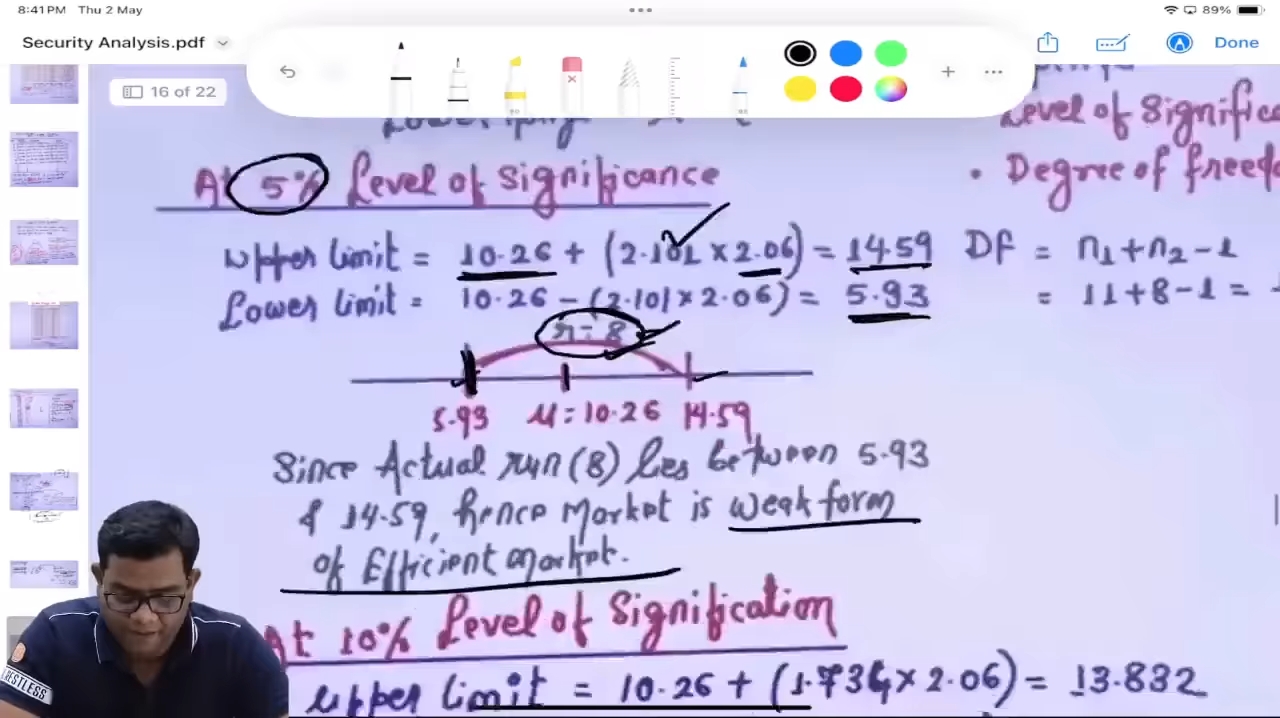 8:41 PM Thu 2 May
89%
Security Analysis.pdf
Done
16 of 22
Level of Signific
At 5% Level of Significance
• Degree of freed
Upper limit = 10.26 + (2.101 × 2.06) = 14.59
DF = n1 + n2 - 1
Lower limit = 10.26 - (2.101 × 2.06) = 5.93
= 11 + 8 - 1 =
r = 8
5.93 μ = 10.26 14.59
Since Actual run (8) lies between 5.93
& 14.59, hence Market is weak form
of Efficient Market.
At 10% Level of Signification
upper limit = 10.26 + (1.734 × 2.06) = 13.832
RESTLESS